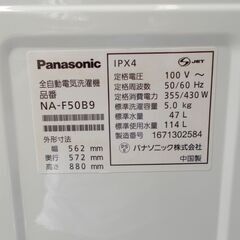 Panasonic
全自動電気洗濯機
品番
NA-F50B9
外形寸法
幅 562 mm
奥行 572 mm
高さ 880 mm
IPX4
JET
定格電圧 100 V～
定格周波数 50/60 Hz
定格消費電力 355/430 W
標準洗濯容量 5.0 kg
標準水量 47 L
標準使用水量 114 L
製造番号 1671302584
パナソニック株式会社
中国製